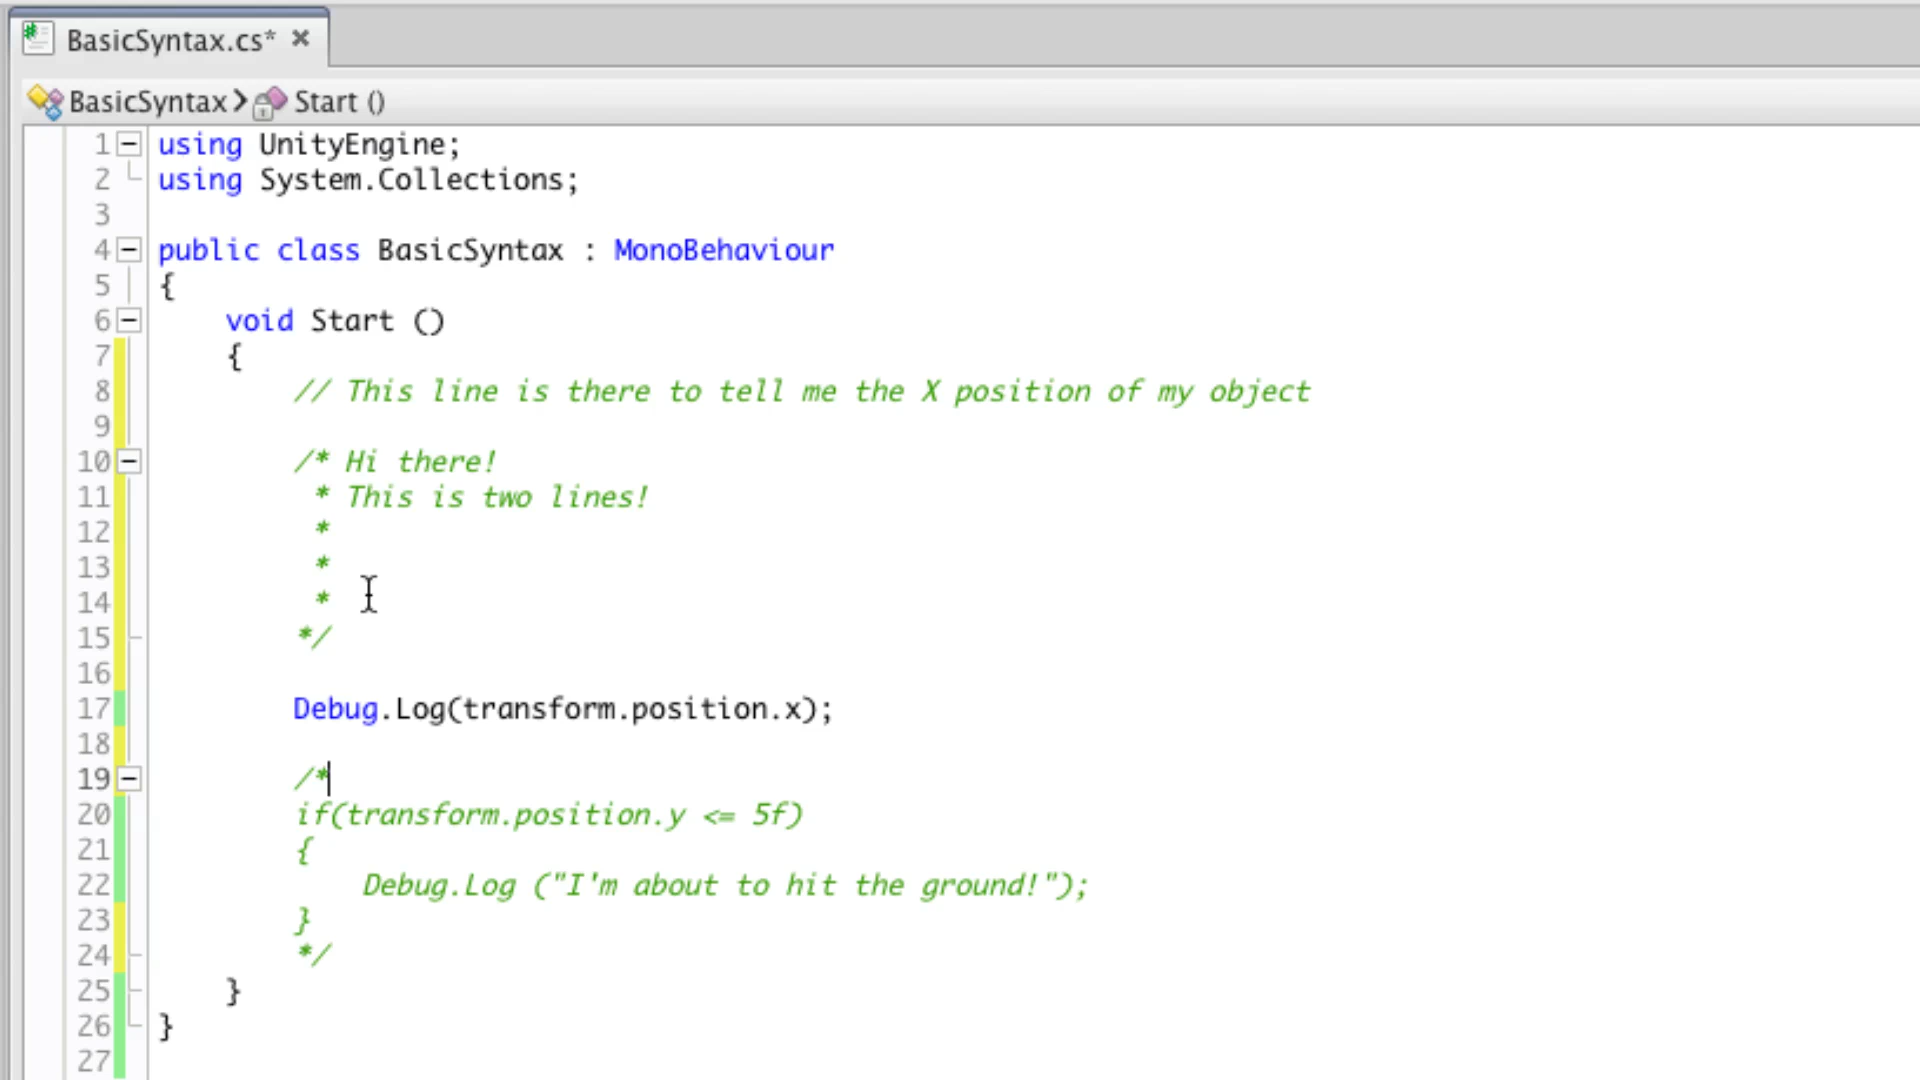 BasicSyntax.cs*
BasicSyntax Start ()
1 using UnityEngine;
2 using System.Collections;
3
4 public class BasicSyntax : MonoBehaviour
5 {
6 void Start ()
7 {
8 // This line is there to tell me the X position of my object
9
10 /* Hi there!
11 * This is two lines!
12 *
13 *
14 *
15 */
16
17 Debug.Log(transform.position.x);
18
19 /*
20 if(transform.position.y <= 5f)
21 {
22 Debug.Log ("I'm about to hit the ground!");
23 }
24 */
25 }
26 }
27